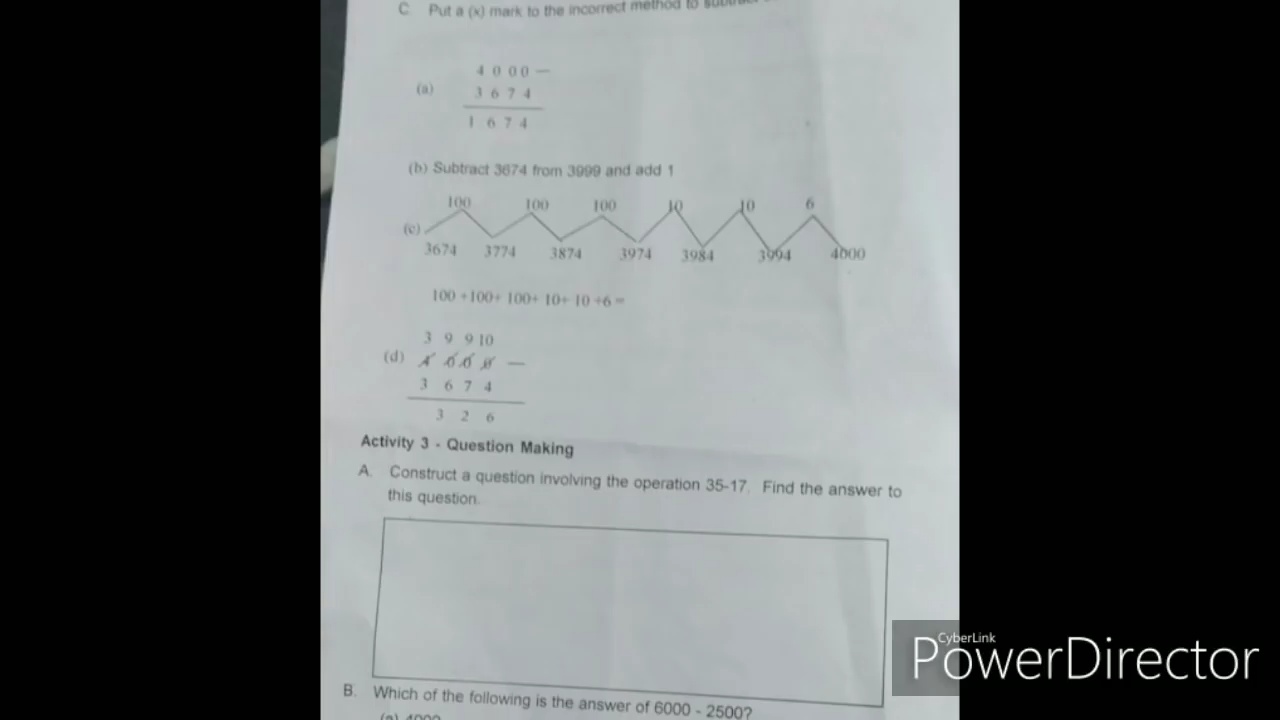 C. Put a (x) mark to the incorrect method to
4 0 0 0 —
(a) 3 6 7 4
1 6 7 4
(b) Subtract 3674 from 3999 and add 1
100 100 100 10 10 6
(c)
3674 3774 3874 3974 3984 3994 4000
100 +100+ 100+ 10+ 10 +6 =
3 9 9 10
(d) 4 0 0 0 —
3 6 7 4
3 2 6
Activity 3 - Question Making
A. Construct a question involving the operation 35-17. Find the answer to
this question.
B. Which of the following is the answer of 6000 - 2500?
(a) 4000
CyberLink
PowerDirector